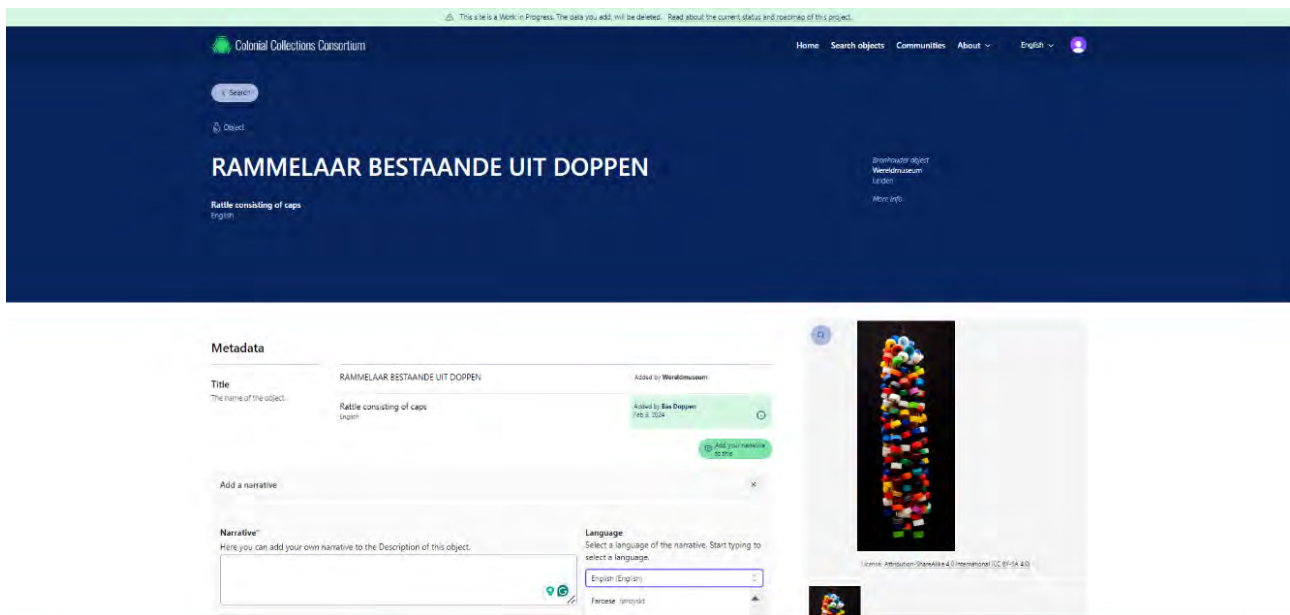 This site is a Work in Progress. The data you add, will be deleted. Read about the current status and roadmap of this project.
Colonial Collections Consortium
Home Search objects Communities About English
Search
Object
RAMMELAAR BESTAANDE UIT DOPPEN
Rattle consisting of caps
English
Bronhouder object
Wereldmuseum
Leiden
More info
Metadata
Title
The name of the object.
RAMMELAAR BESTAANDE UIT DOPPEN
Added by Wereldmuseum
Rattle consisting of caps
English
Added by Bas Doppen
Feb 3, 2024
Add your narrative
to this
Add a narrative
Narrative*
Here you can add your own narrative to the Description of this object.
Language
Select a language of the narrative. Start typing to
select a language.
English (English)
Faroese føroyskt
License: Attribution-ShareAlike 4.0 International (CC BY-SA 4.0)